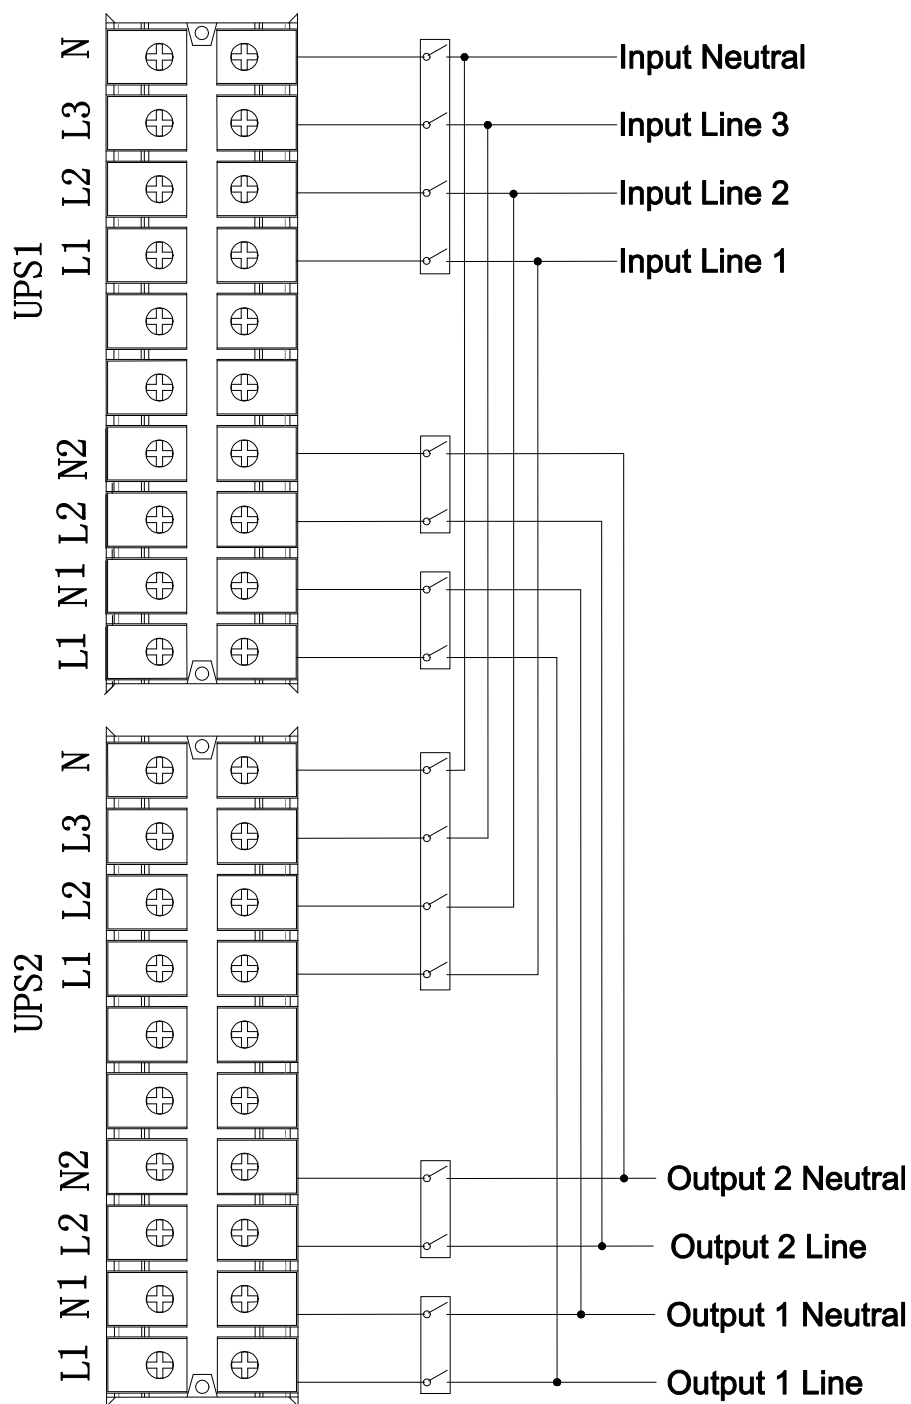 UPS1
N
Input Neutral
L3
Input Line 3
L2
Input Line 2
L1
Input Line 1
N2
L2
N1
L1
UPS2
N
L3
L2
L1
N2
Output 2 Neutral
L2
Output 2 Line
N1
Output 1 Neutral
L1
Output 1 Line